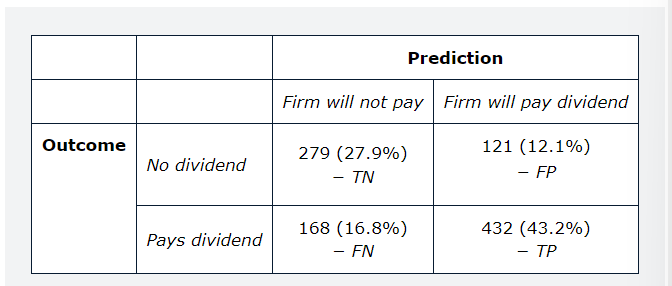 Prediction
Firm will not pay Firm will pay dividend
Outcome
No dividend
279 (27.9%)
– TN
121 (12.1%)
– FP
Pays dividend
168 (16.8%)
– FN
432 (43.2%)
– TP